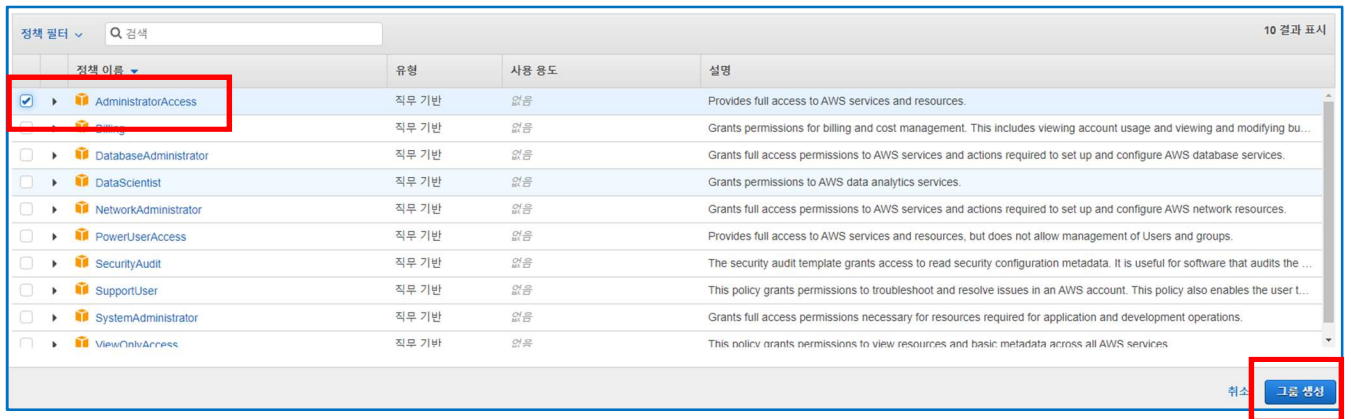 정책 필터 검색 10 결과 표시
정책 이름 유형 사용 용도 설명
AdministratorAccess 직무 기반 없음 Provides full access to AWS services and resources.
Billing 직무 기반 없음 Grants permissions for billing and cost management. This includes viewing account usage and viewing and modifying bu...
DatabaseAdministrator 직무 기반 없음 Grants full access permissions to AWS services and actions required to set up and configure AWS database services.
DataScientist 직무 기반 없음 Grants permissions to AWS data analytics services.
NetworkAdministrator 직무 기반 없음 Grants full access permissions to AWS services and actions required to set up and configure AWS network resources.
PowerUserAccess 직무 기반 없음 Provides full access to AWS services and resources, but does not allow management of Users and groups.
SecurityAudit 직무 기반 없음 The security audit template grants access to read security configuration metadata. It is useful for software that audits the ...
SupportUser 직무 기반 없음 This policy grants permissions to troubleshoot and resolve issues in an AWS account. This policy also enables the user t...
SystemAdministrator 직무 기반 없음 Grants full access permissions necessary for resources required for application and development operations.
ViewOnlyAccess 직무 기반 없음 This policy grants permissions to view resources and basic metadata across all AWS services
취소 그룹 생성